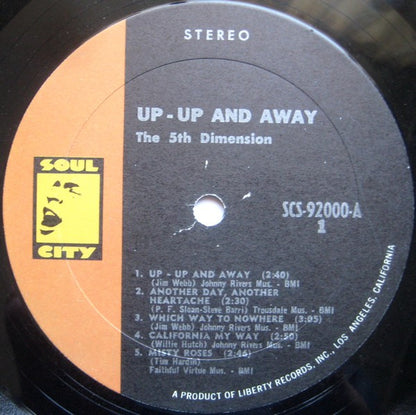 STEREO
UP - UP AND AWAY
The 5th Dimension
SOUL
CITY
SCS-92000-A
1
1. UP - UP AND AWAY (2:40)
(Jim Webb) Johnny Rivers Mus. - BMI
2. ANOTHER DAY, ANOTHER
HEARTACHE (2:30)
(P. F. Sloan-Steve Barri) Trousdale Mus. - BMI
3. WHICH WAY TO NOWHERE (3:05)
(Jim Webb) Johnny Rivers Mus. - BMI
4. CALIFORNIA MY WAY (2:50)
(Willie Hutch) Johnny Rivers Mus. - BMI
5. MISTY ROSES (2:46)
(Tim Hardin)
Faithful Virtue Mus. - BMI
A PRODUCT OF LIBERTY RECORDS, INC., LOS ANGELES, CALIFORNIA